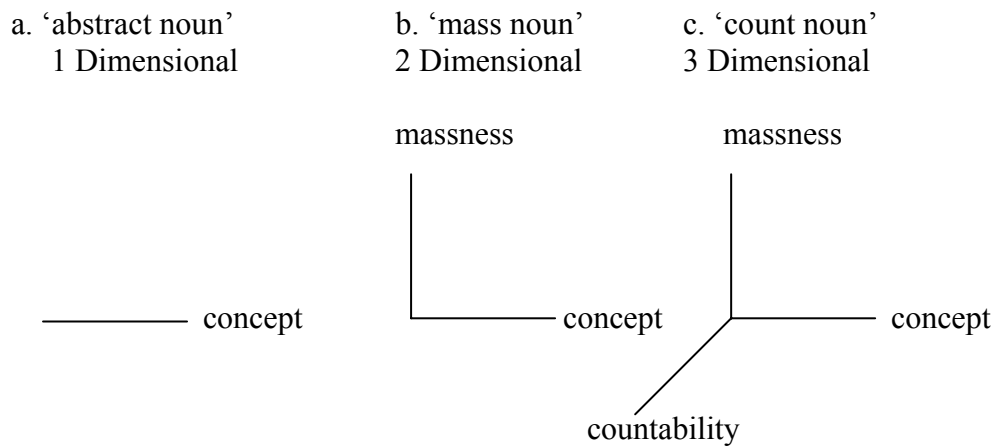 a. ‘abstract noun’
1 Dimensional
b. ‘mass noun’
2 Dimensional
c. ‘count noun’
3 Dimensional
massness
massness
concept
concept
concept
countability